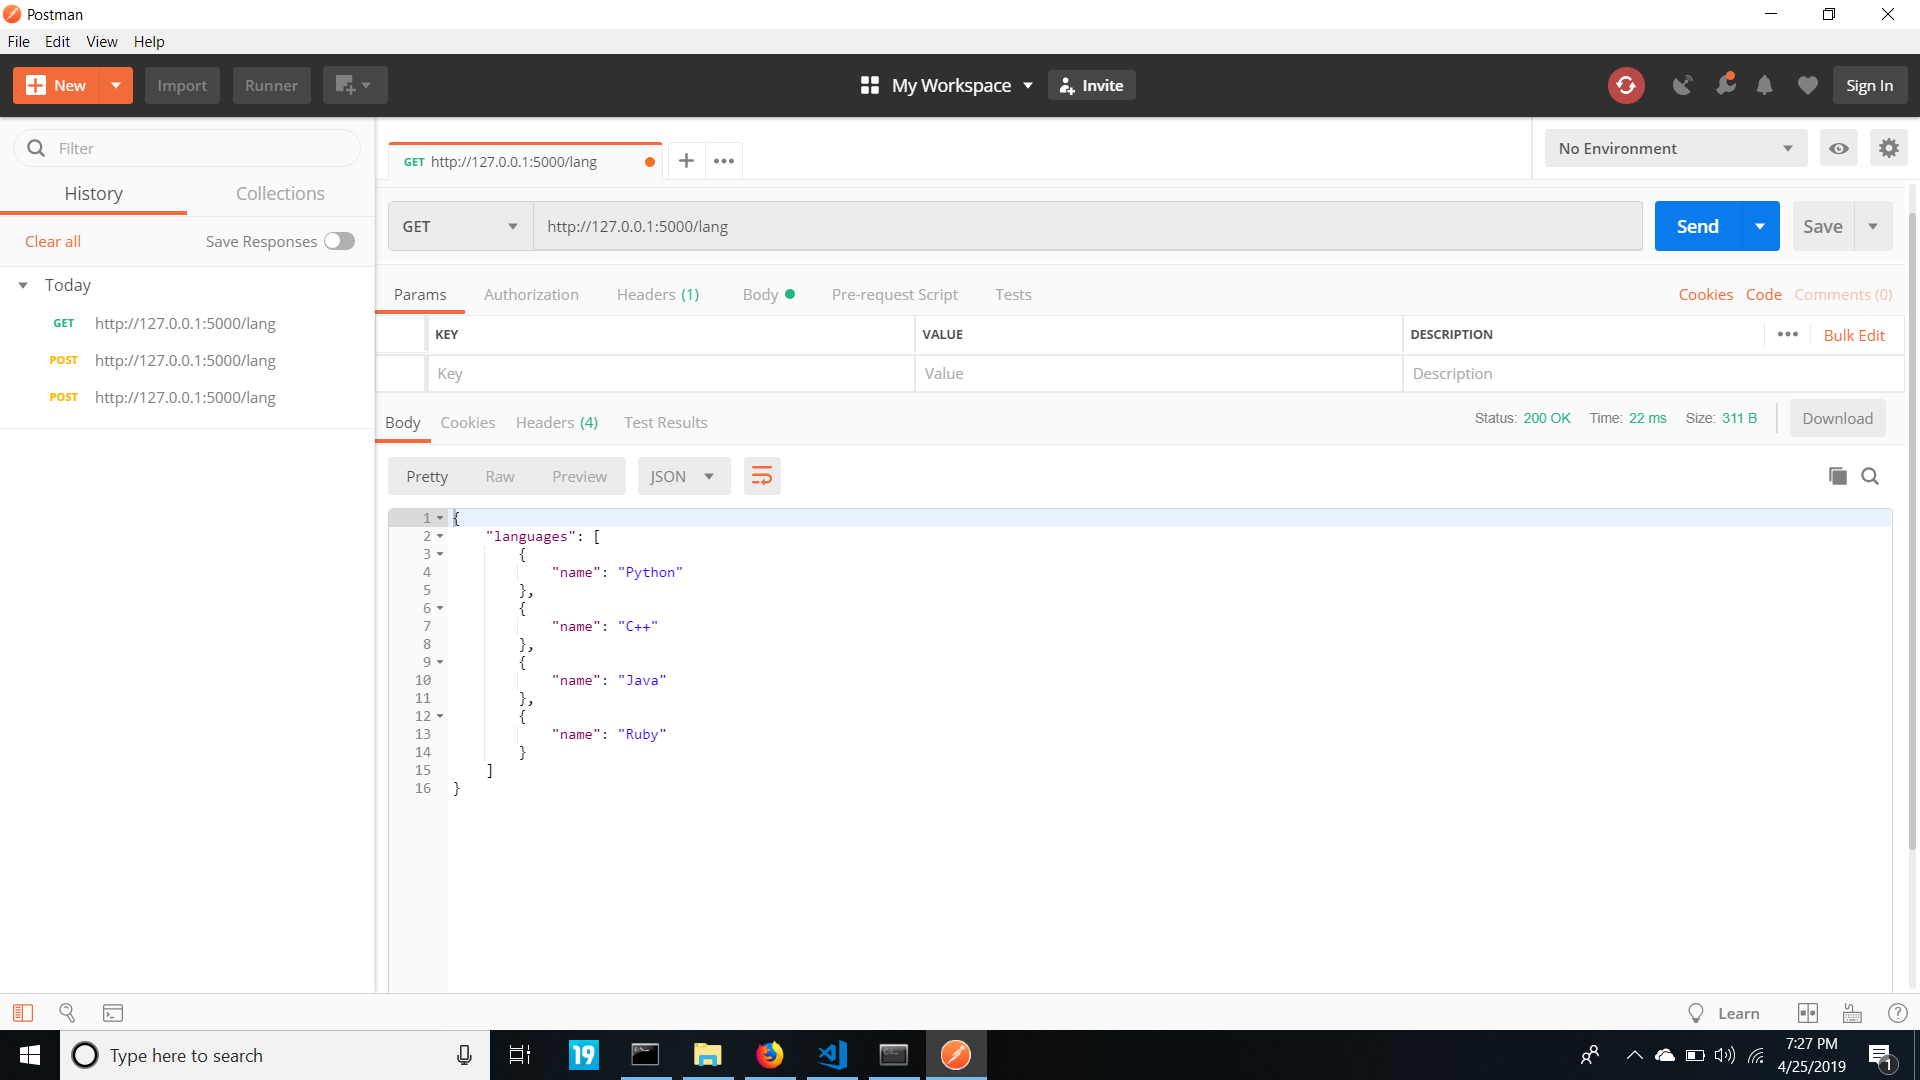 Postman
File Edit View Help
New Import Runner My Workspace Invite Sign In
Filter
History Collections
Clear all Save Responses
Today
GET http://127.0.0.1:5000/lang
POST http://127.0.0.1:5000/lang
POST http://127.0.0.1:5000/lang
GET http://127.0.0.1:5000/lang
No Environment
GET http://127.0.0.1:5000/lang Send Save
Params Authorization Headers (1) Body Pre-request Script Tests Cookies Code Comments (0)
KEY VALUE DESCRIPTION Bulk Edit
Key Value Description
Body Cookies Headers (4) Test Results Status: 200 OK Time: 22 ms Size: 311 B Download
Pretty Raw Preview JSON
1 {
2 "languages": [
3 {
4 "name": "Python"
5 },
6 {
7 "name": "C++"
8 },
9 {
10 "name": "Java"
11 },
12 {
13 "name": "Ruby"
14 }
15 ]
16 }
Learn
Type here to search
19
7:27 PM
4/25/2019
1